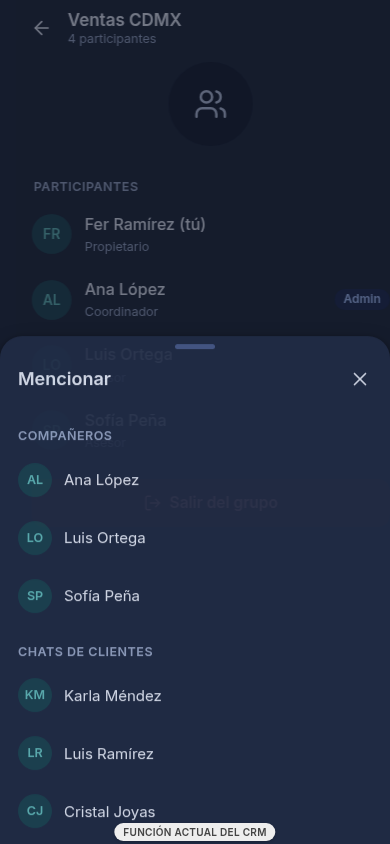 Ventas CDMX
4 participantes
PARTICIPANTES
FR
Fer Ramírez (tú)
Propietario
AL
Ana López
Coordinador
Admin
Luis Ortega
Mencionar
Sofía Peña
COMPAÑEROS
AL
Ana López
Salir del grupo
LO
Luis Ortega
SP
Sofía Peña
CHATS DE CLIENTES
KM
Karla Méndez
LR
Luis Ramírez
CJ
Cristal Joyas
FUNCIÓN ACTUAL DEL CRM